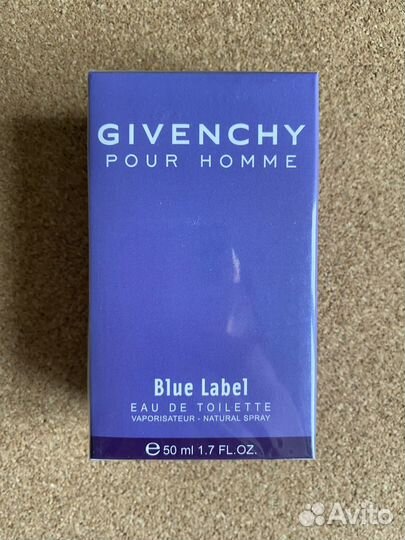 GIVENCHY
POUR HOMME
Blue Label
EAU DE TOILETTE
VAPORISATEUR - NATURAL SPRAY
℮ 50 ml 1.7 FL.OZ.
Avito